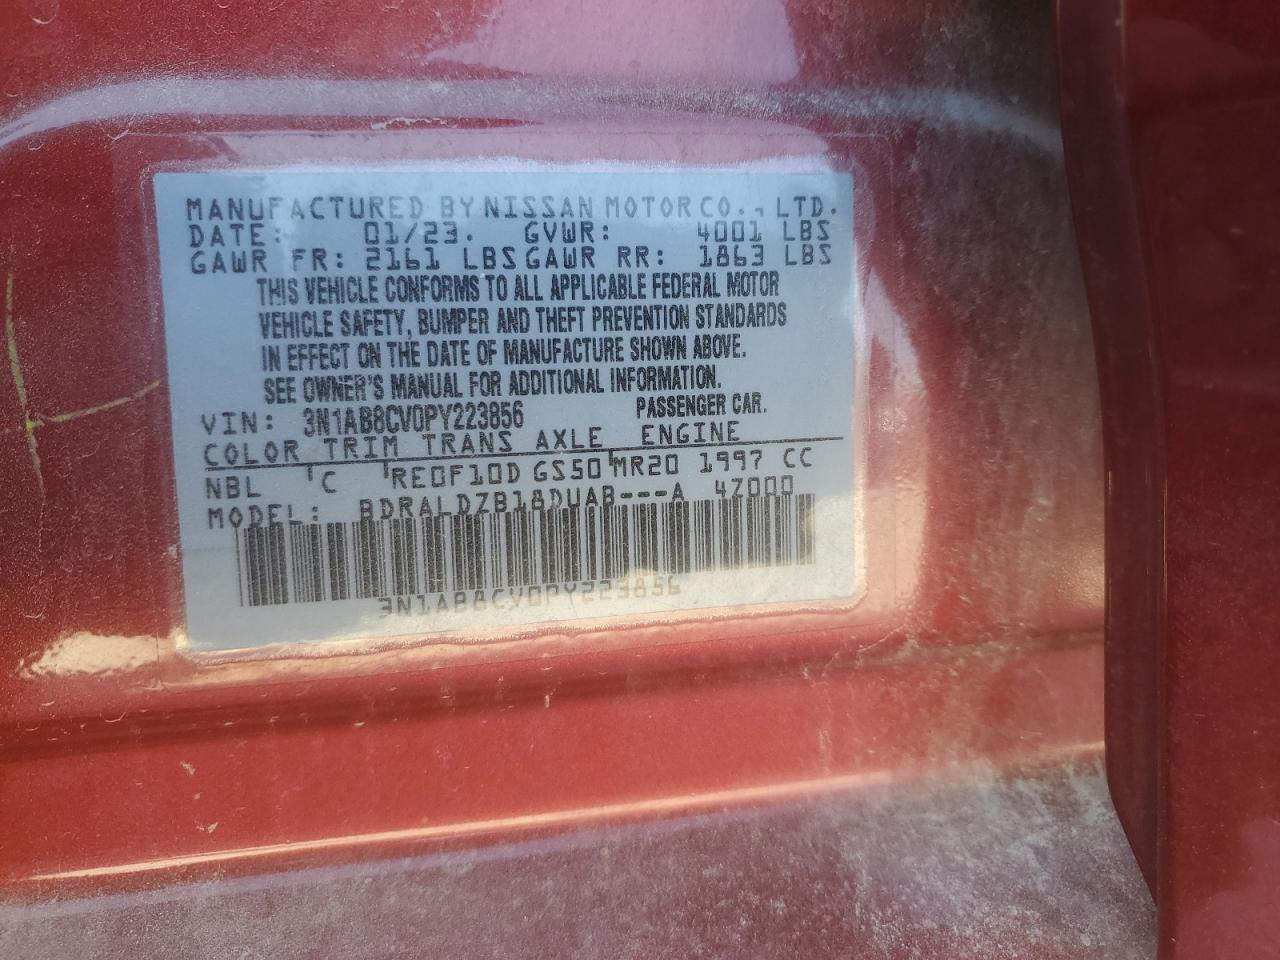 MANUFACTURED BY NISSAN MOTOR CO., LTD.
DATE: 01/23. GVWR: 4001 LBS
GAWR FR: 2161 LBS GAWR RR: 1863 LBS
THIS VEHICLE CONFORMS TO ALL APPLICABLE FEDERAL MOTOR
VEHICLE SAFETY, BUMPER AND THEFT PREVENTION STANDARDS
IN EFFECT ON THE DATE OF MANUFACTURE SHOWN ABOVE.
SEE OWNER'S MANUAL FOR ADDITIONAL INFORMATION.
VIN: 3N1AB8CV0PY223856 PASSENGER CAR.
COLOR TRIM TRANS AXLE ENGINE
NBL C RE0F10D GS50 MR20 1997 CC
MODEL: BDRALDZB18DUAB---A 4Z000
3N1AB8CV0PY223856